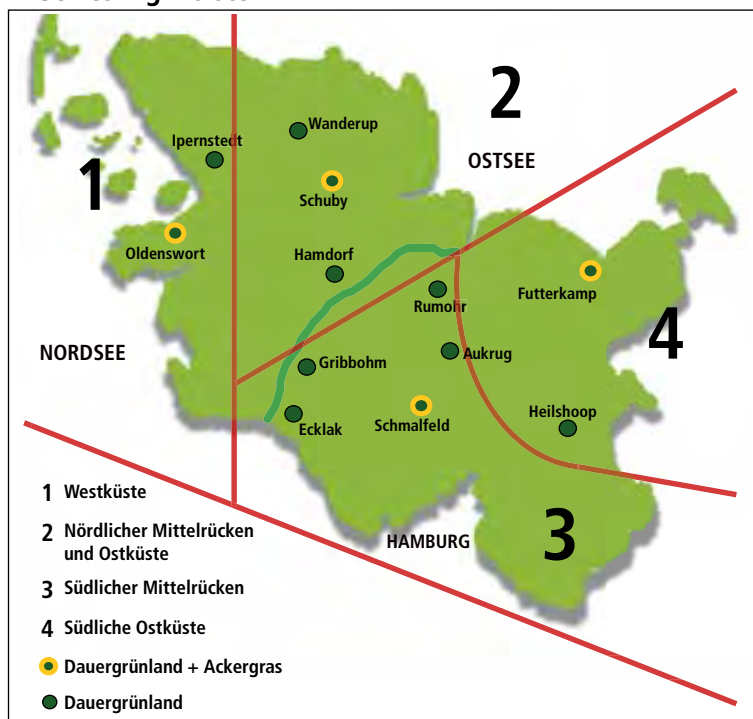 2
OSTSEE
Wanderup
Ipernstedt
1
Schuby
Oldenswort
Hamdorf
Rumohr
Futterkamp
4
NORDSEE
Gribbohm
Aukrug
Ecklak
Schmalfeld
Heilshoop
3
HAMBURG
1 Westküste
2 Nördlicher Mittelrücken
und Ostküste
3 Südlicher Mittelrücken
4 Südliche Ostküste
Dauergrünland + Ackergras
Dauergrünland